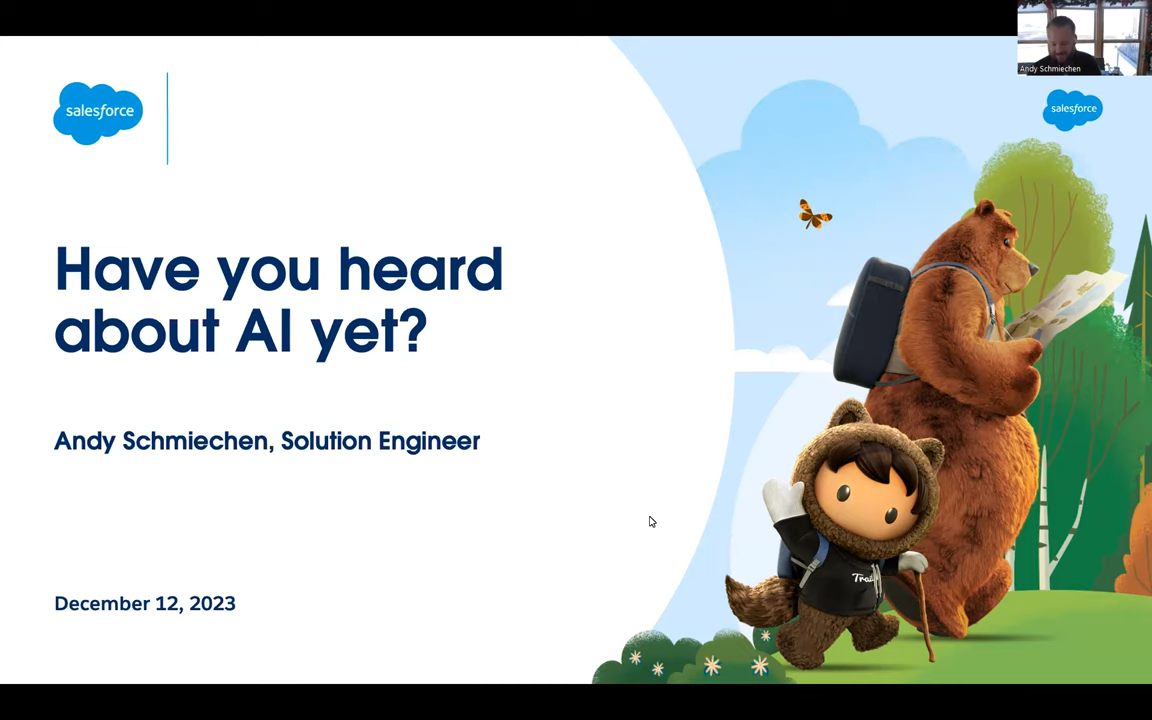 Andy Schmiechen
salesforce
salesforce
Have you heard
about AI yet?
Andy Schmiechen, Solution Engineer
December 12, 2023